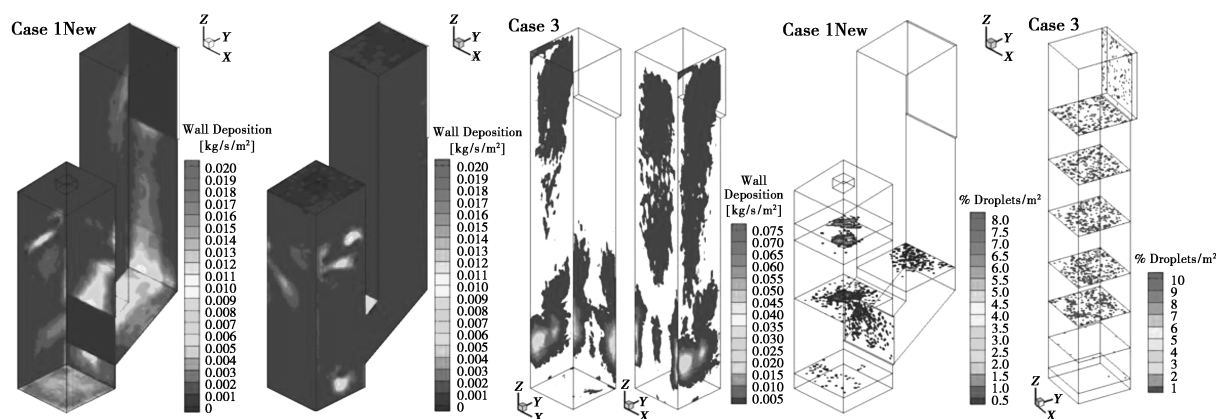 Case 1New
Z
Y
X
Wall Deposition
[kg/s/m²]
0.020
0.019
0.018
0.017
0.016
0.015
0.014
0.013
0.012
0.011
0.010
0.009
0.008
0.007
0.006
0.005
0.004
0.003
0.002
0.001
0
Z
Y
X
Wall Deposition
[kg/s/m²]
0.020
0.019
0.018
0.017
0.016
0.015
0.014
0.013
0.012
0.011
0.010
0.009
0.008
0.007
0.006
0.005
0.004
0.003
0.002
0.001
0
Case 3
Z
Y
X
Z
Y
X
Wall
Deposition
[kg/s/m²]
0.075
0.070
0.065
0.060
0.055
0.050
0.045
0.040
0.035
0.030
0.025
0.020
0.015
0.010
0.005
Case 1New
Z
Y
X
% Droplets/m²
8.0
7.5
7.0
6.5
6.0
5.5
5.0
4.5
4.0
3.5
3.0
2.5
2.0
1.5
1.0
0.5
Case 3
Z
Y
X
% Droplets/m²
10
9
8
7
6
5
4
3
2
1